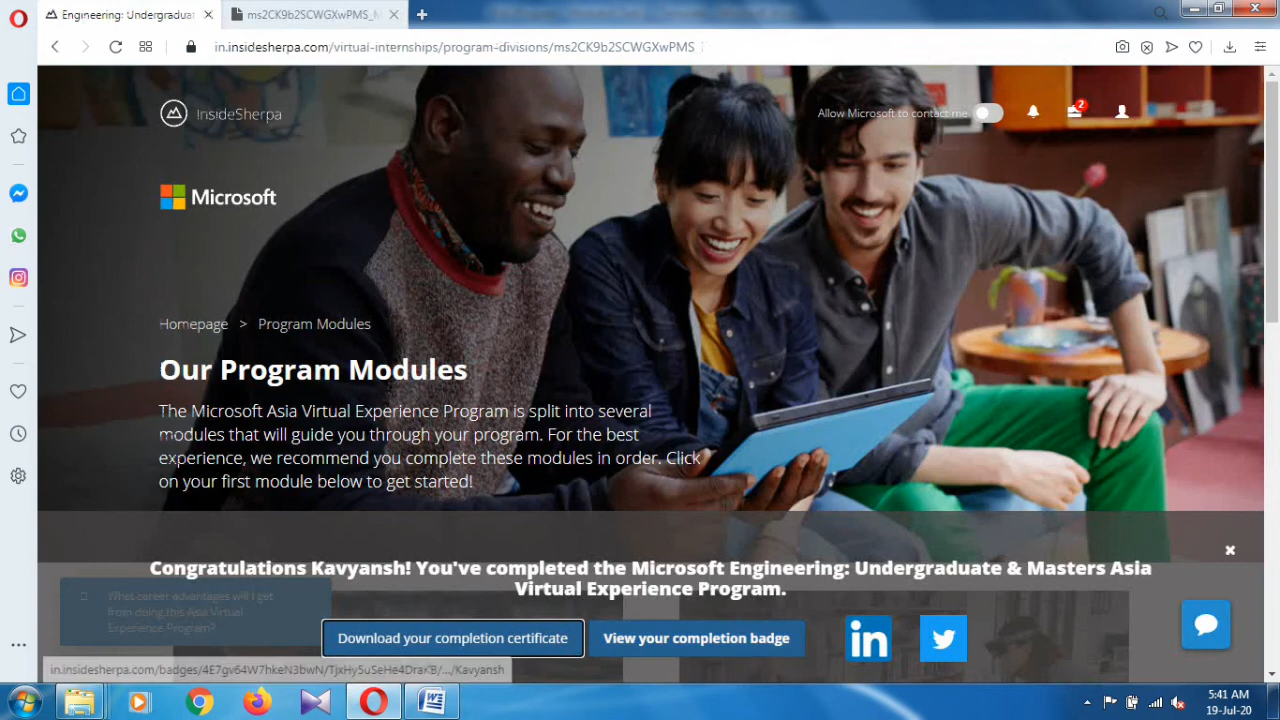 Engineering: Undergradua
ms2CK9b2SCWGXwPMS_
in.insidesherpa.com/virtual-internships/program-divisions/ms2CK9b2SCWGXwPMS
InsideSherpa
Allow Microsoft to contact me
2
Microsoft
Homepage > Program Modules
Our Program Modules
The Microsoft Asia Virtual Experience Program is split into several
modules that will guide you through your program. For the best
experience, we recommend you complete these modules in order. Click
on your first module below to get started!
Congratulations Kavyansh! You've completed the Microsoft Engineering: Undergraduate & Masters Asia
Virtual Experience Program.
What career advantages will I get
from doing this Asia Virtual
Experience Program?
Download your completion certificate
View your completion badge
in
in.insidesherpa.com/badges/4E7gv64W7hkeN3bwN/TjxHy5uSeHe4DraKB/.../Kavyansh
5:41 AM
19-Jul-20